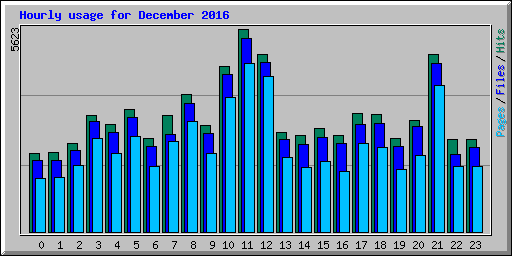 Hourly usage for December 2016
5623
Pages / Files / Hits
0 1 2 3 4 5 6 7 8 9 10 11 12 13 14 15 16 17 18 19 20 21 22 23